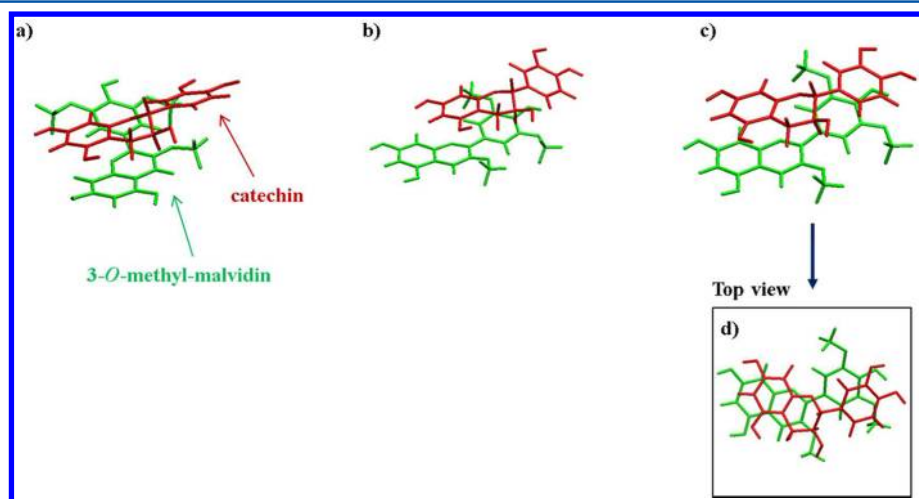 a)
b)
c)
catechin
3-O-methyl-malvidin
Top view
d)